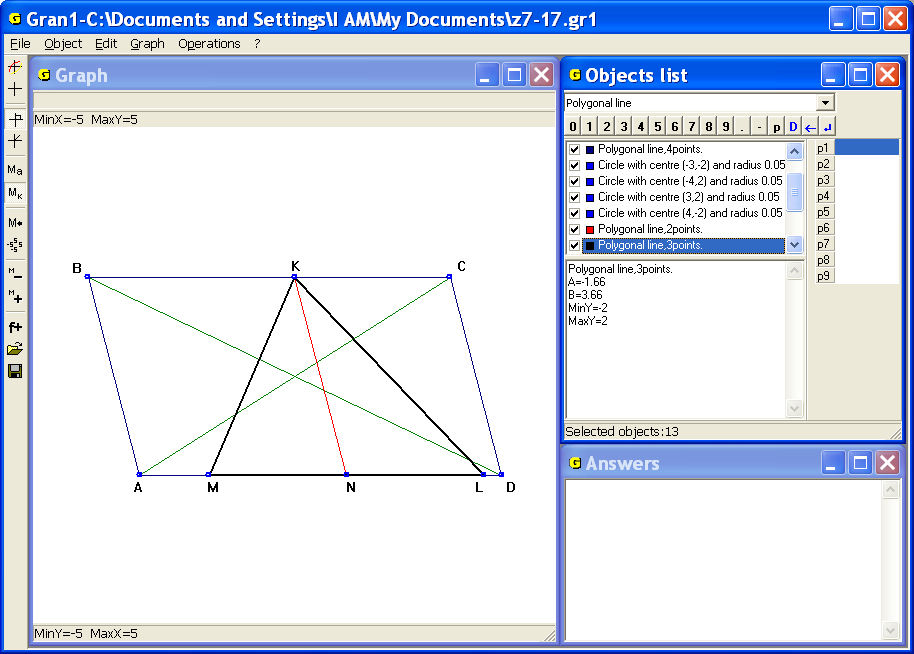 Gran1-C:\Documents and Settings\I AM\My Documents\z7-17.gr1
File Object Edit Graph Operations ?
Graph
MinX=-5 MaxY=5
B K C
A M N L D
MinY=-5 MaxX=5
Ma
Mк
M
M
M
f+
Objects list
Polygonal line
0 1 2 3 4 5 6 7 8 9 . - p D ← ↲
Polygonal line,4points.
Circle with centre (-3,-2) and radius 0.05
Circle with centre (-4,2) and radius 0.05
Circle with centre (3,2) and radius 0.05
Circle with centre (4,-2) and radius 0.05
Polygonal line,2points.
Polygonal line,3points.
p1
p2
p3
p4
p5
p6
p7
p8
p9
Polygonal line,3points.
A=-1.66
B=3.66
MinY=-2
MaxY=2
Selected objects:13
Answers